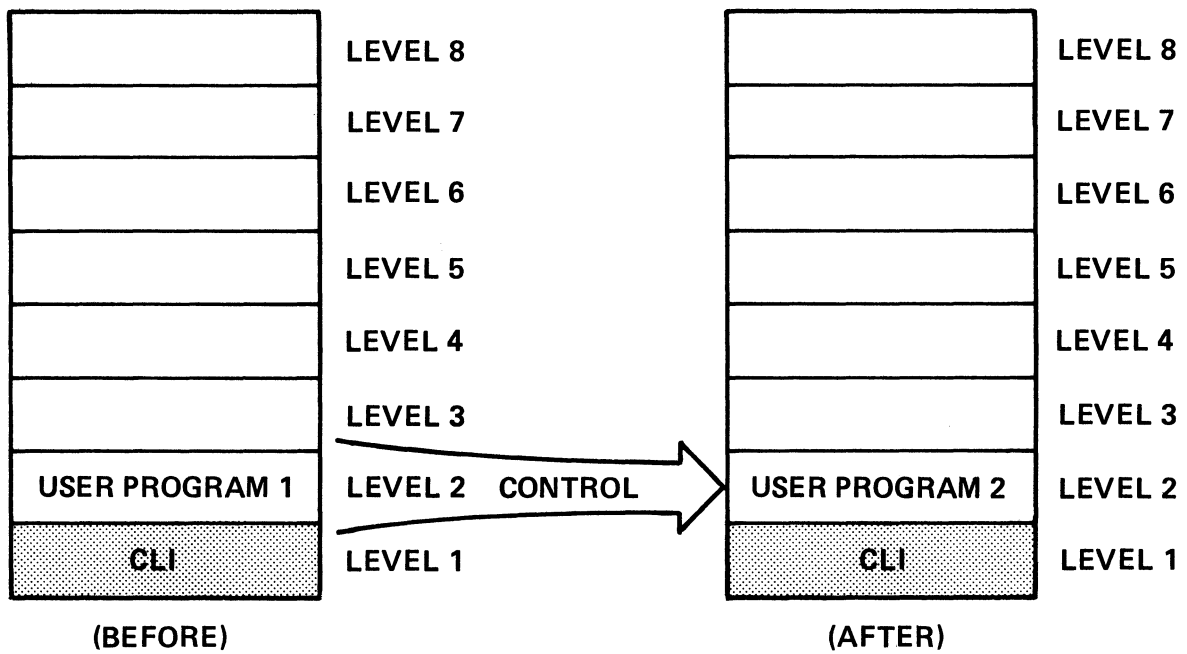 LEVEL 8
LEVEL 7
LEVEL 6
LEVEL 5
LEVEL 4
LEVEL 3
USER PROGRAM 1 LEVEL 2 CONTROL
CLI LEVEL 1
(BEFORE)
LEVEL 8
LEVEL 7
LEVEL 6
LEVEL 5
LEVEL 4
LEVEL 3
USER PROGRAM 2 LEVEL 2
CLI LEVEL 1
(AFTER)